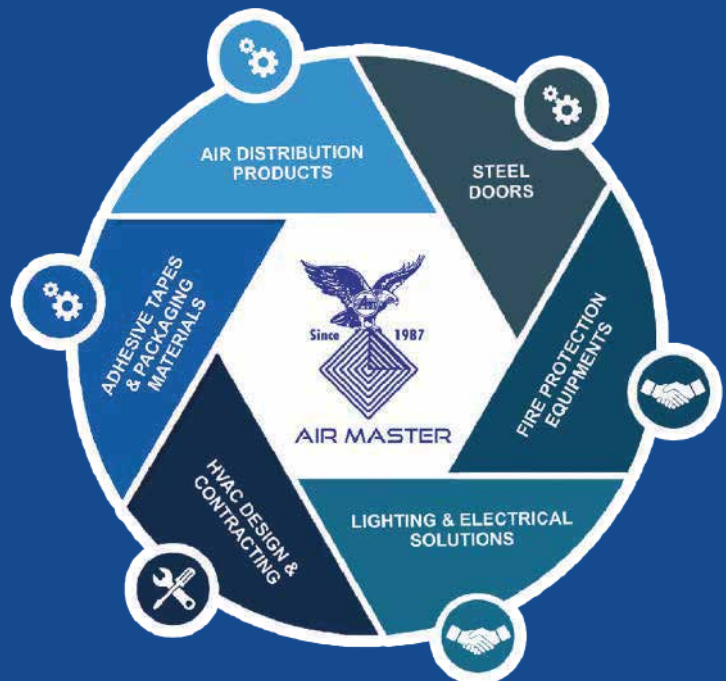 AIR DISTRIBUTION
PRODUCTS
STEEL
DOORS
FIRE PROTECTION
EQUIPMENTS
LIGHTING & ELECTRICAL
SOLUTIONS
HVAC DESIGN &
CONTRACTING
ADHESIVE TAPES
& PACKAGING
MATERIALS
Since 1987
AIR MASTER